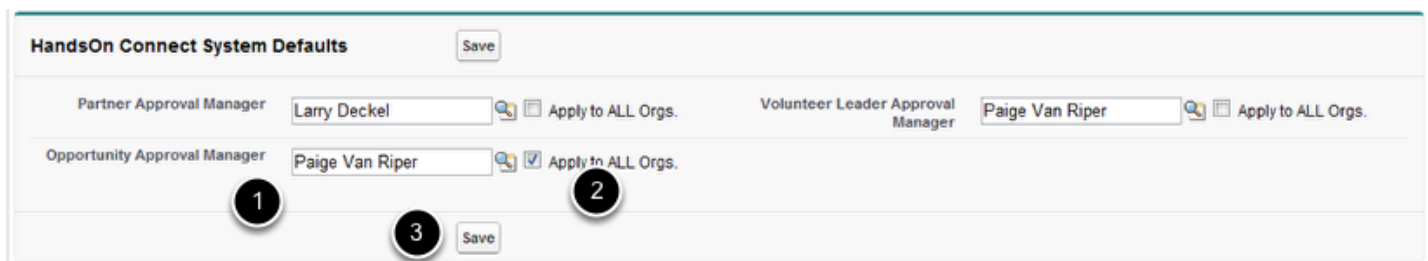 HandsOn Connect System Defaults Save
Partner Approval Manager Larry Deckel Apply to ALL Orgs. Volunteer Leader Approval Manager Paige Van Riper Apply to ALL Orgs.
Opportunity Approval Manager Paige Van Riper Apply to ALL Orgs.
1 2
3 Save